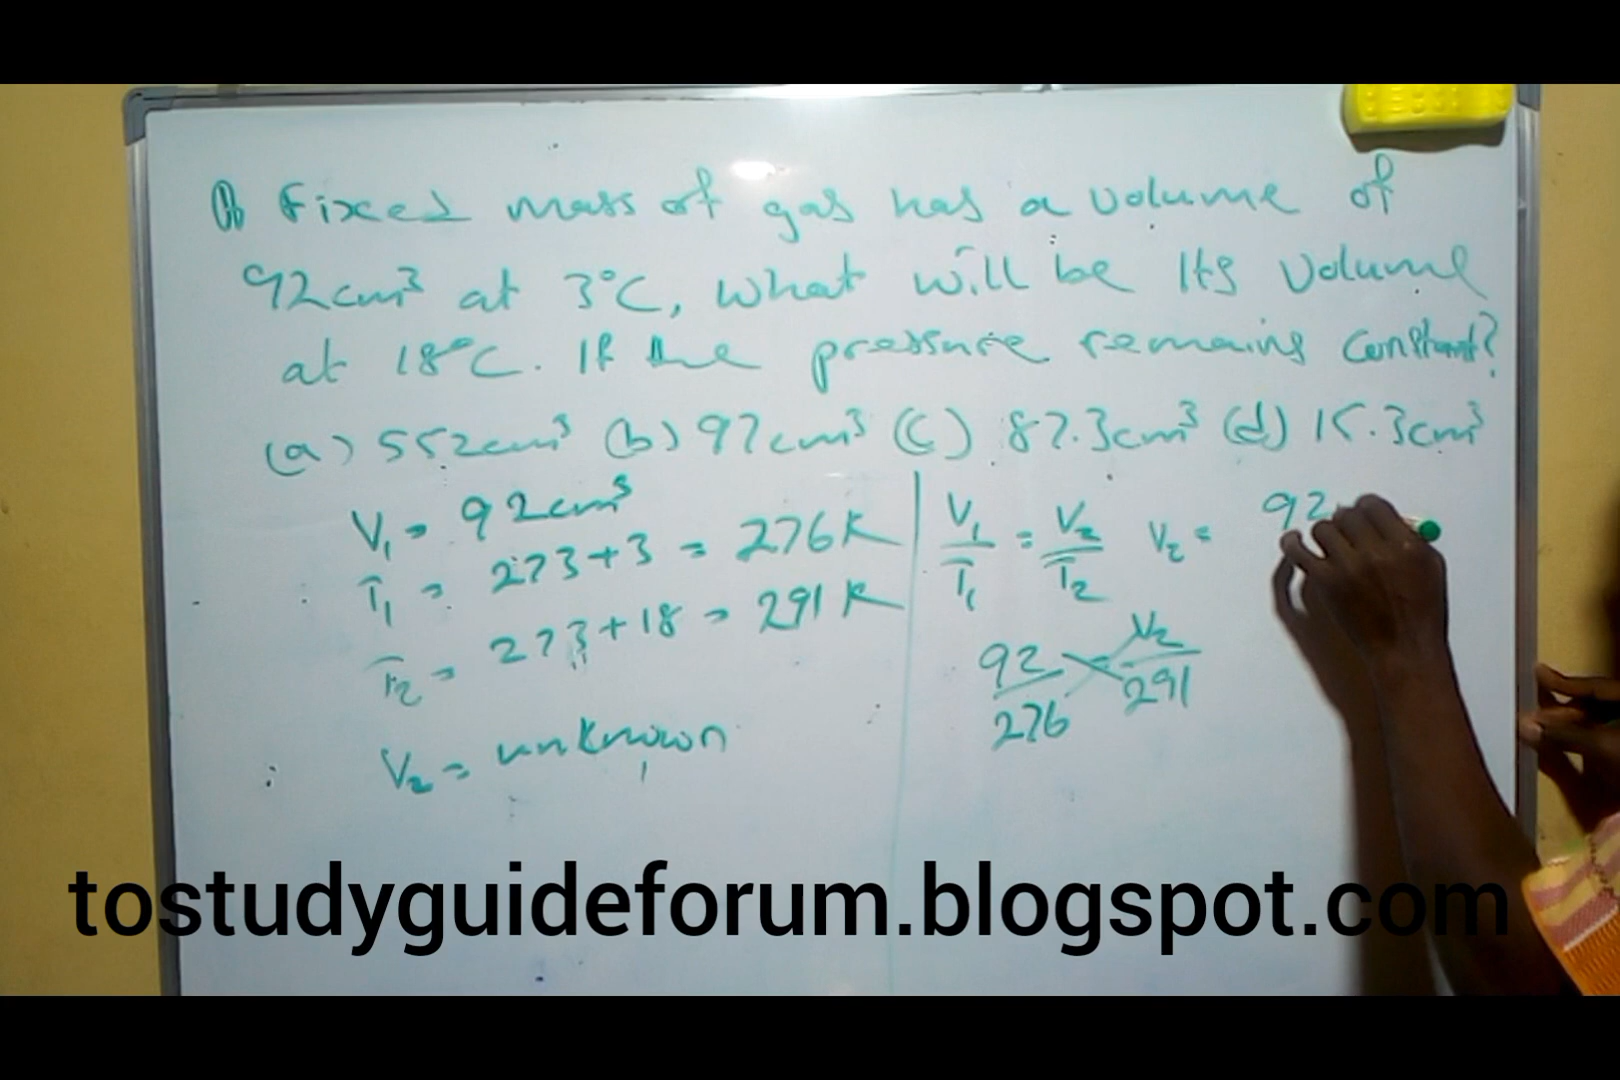 A fixed mass of gas has a volume of
92cm³ at 3°C, what will be its volume
at 18°C. If the pressure remains constant?
(a) 552cm³ (b) 97cm³ (c) 87.3cm³ (d) 15.3cm³
V₁ = 92cm³
T₁ = 273+3 = 276K
T₂ = 273+18 = 291K
V₂ = unknown
V₁/T₁ = V₂/T₂ V₂ = 92
92/276 = V₂/291
tostudyguideforum.blogspot.com